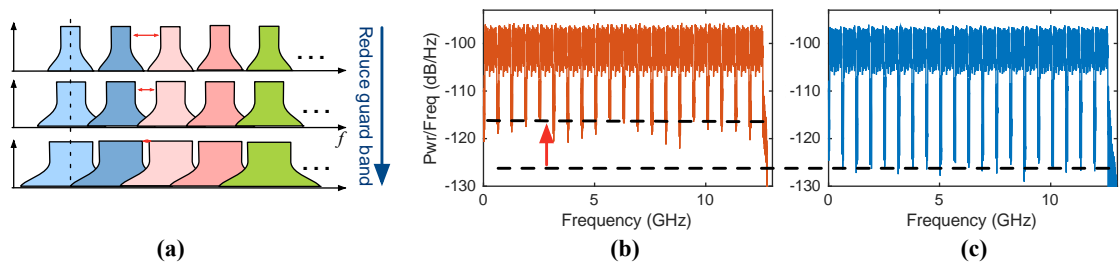 f
Reduce guard band
(a)
Pwr/Freq (dB/Hz)
-100
-110
-120
-130
0
5
10
Frequency (GHz)
(b)
-100
-110
-120
-130
0
5
10
Frequency (GHz)
(c)